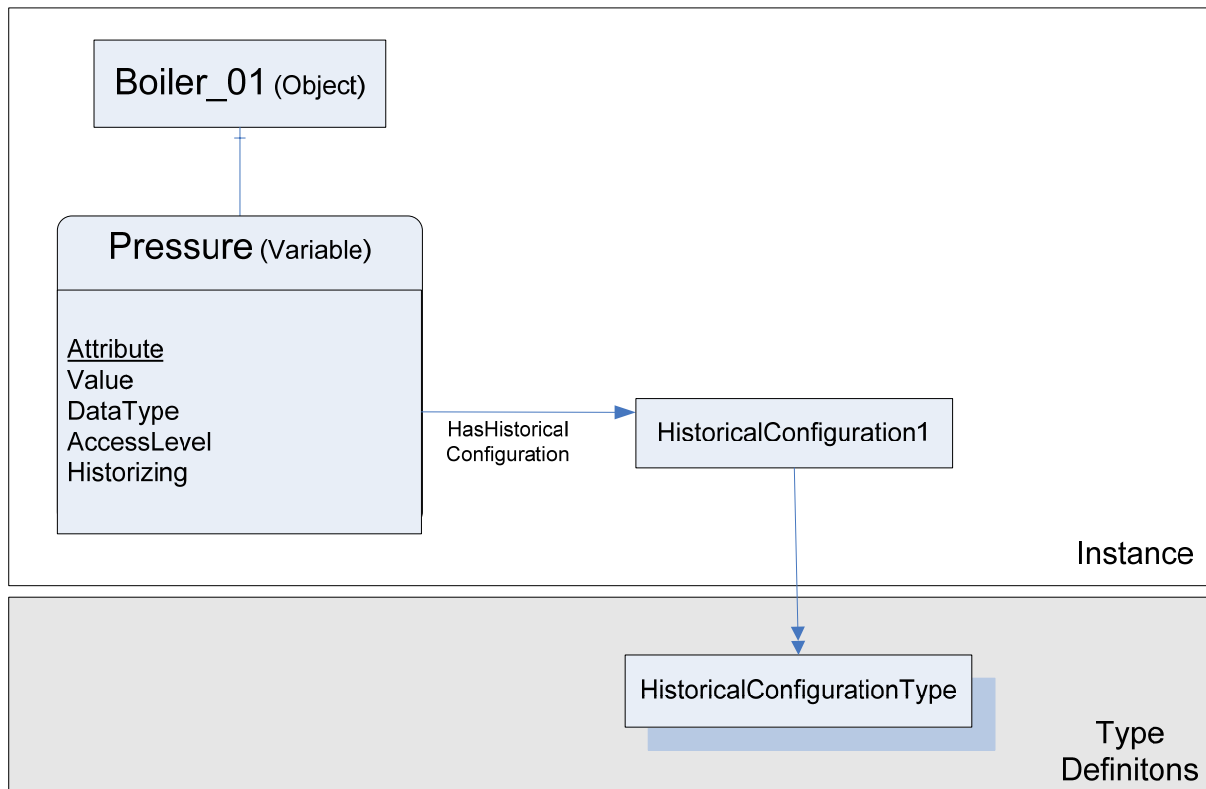 Boiler_01 (Object)
Pressure (Variable)
Attribute
Value
DataType
AccessLevel
Historizing
HasHistorical
Configuration
HistoricalConfiguration1
Instance
HistoricalConfigurationType
Type
Definitons